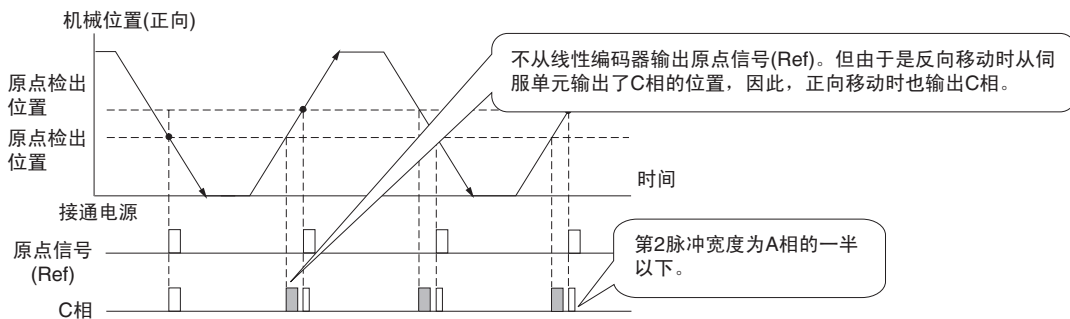 机械位置(正向)
不从线性编码器输出原点信号(Ref)。但由于是反向移动时从伺
服单元输出了C相的位置，因此，正向移动时也输出C相。
原点检出
位置
原点检出
位置
时间
接通电源
原点信号
(Ref)
第2脉冲宽度为A相的一半
以下。
C相